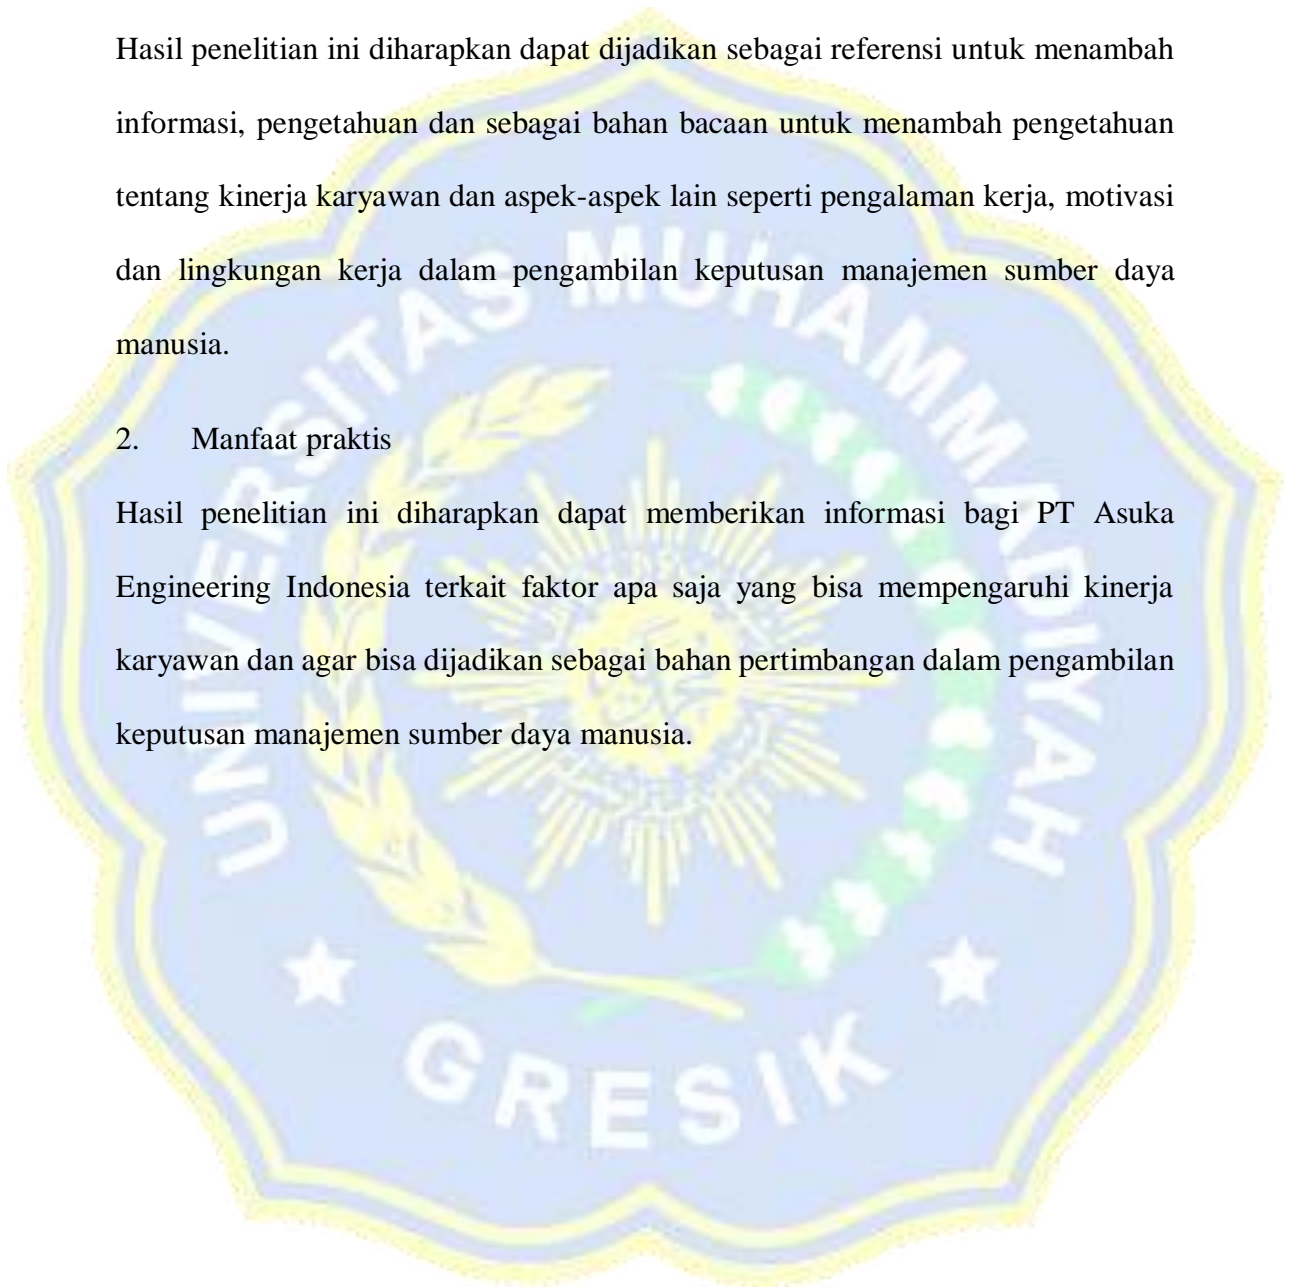 Hasil penelitian ini diharapkan dapat dijadikan sebagai referensi untuk menambah
informasi, pengetahuan dan sebagai bahan bacaan untuk menambah pengetahuan
tentang kinerja karyawan dan aspek-aspek lain seperti pengalaman kerja, motivasi
dan lingkungan kerja dalam pengambilan keputusan manajemen sumber daya
manusia.
2. Manfaat praktis
Hasil penelitian ini diharapkan dapat memberikan informasi bagi PT Asuka
Engineering Indonesia terkait faktor apa saja yang bisa mempengaruhi kinerja
karyawan dan agar bisa dijadikan sebagai bahan pertimbangan dalam pengambilan
keputusan manajemen sumber daya manusia.
UNIVERSITAS MUHAMMADIYAH
GRESIK